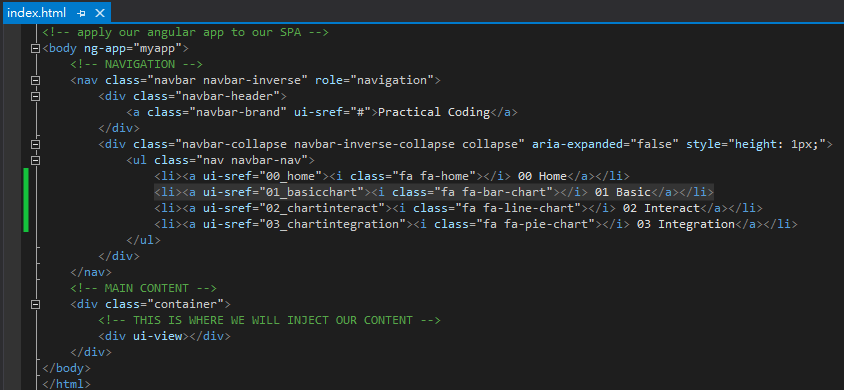 index.html
<!-- apply our angular app to our SPA -->
<body ng-app="myapp">
<!-- NAVIGATION -->
<nav class="navbar navbar-inverse" role="navigation">
<div class="navbar-header">
<a class="navbar-brand" ui-sref="#">Practical Coding</a>
</div>
<div class="navbar-collapse navbar-inverse-collapse collapse" aria-expanded="false" style="height: 1px;">
<ul class="nav navbar-nav">
<li><a ui-sref="00_home"><i class="fa fa-home"></i> 00 Home</a></li>
<li><a ui-sref="01_basicchart"><i class="fa fa-bar-chart"></i> 01 Basic</a></li>
<li><a ui-sref="02_chartinteract"><i class="fa fa-line-chart"></i> 02 Interact</a></li>
<li><a ui-sref="03_chartintegration"><i class="fa fa-pie-chart"></i> 03 Integration</a></li>
</ul>
</div>
</nav>
<!-- MAIN CONTENT -->
<div class="container">
<!-- THIS IS WHERE WE WILL INJECT OUR CONTENT -->
<div ui-view></div>
</div>
</body>
</html>